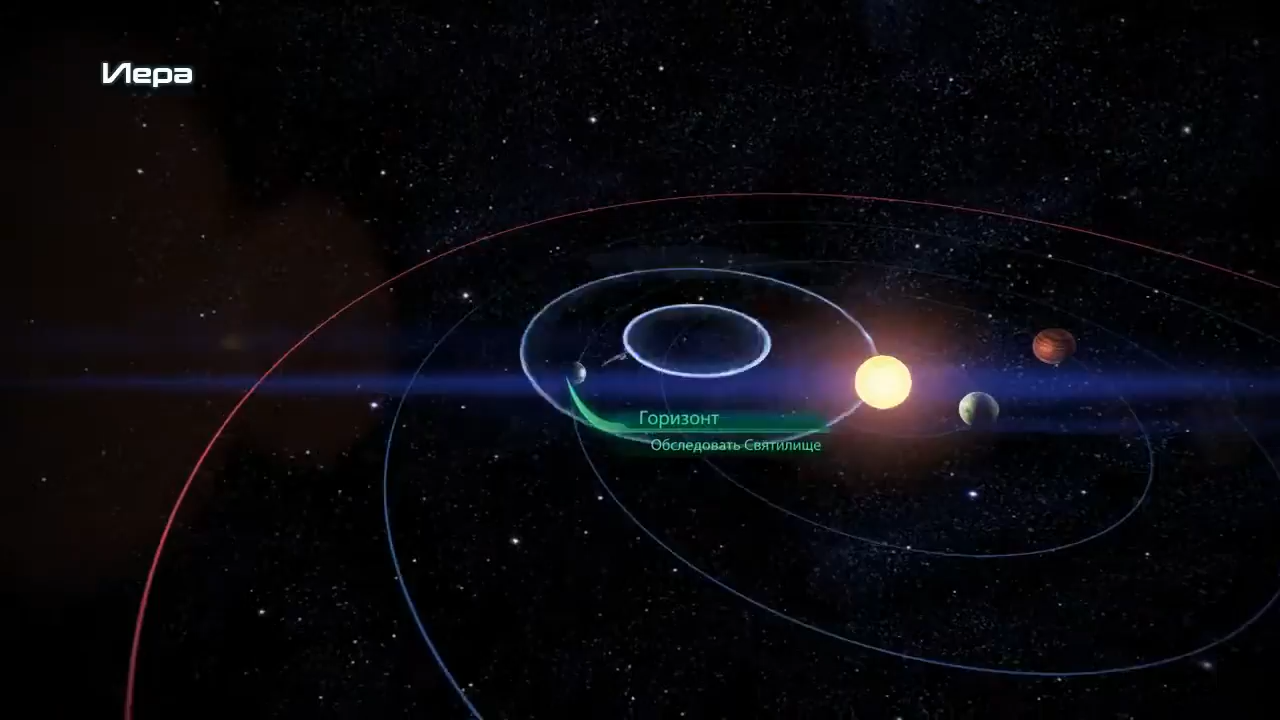 Иера
Горизонт
Обследовать Святилище